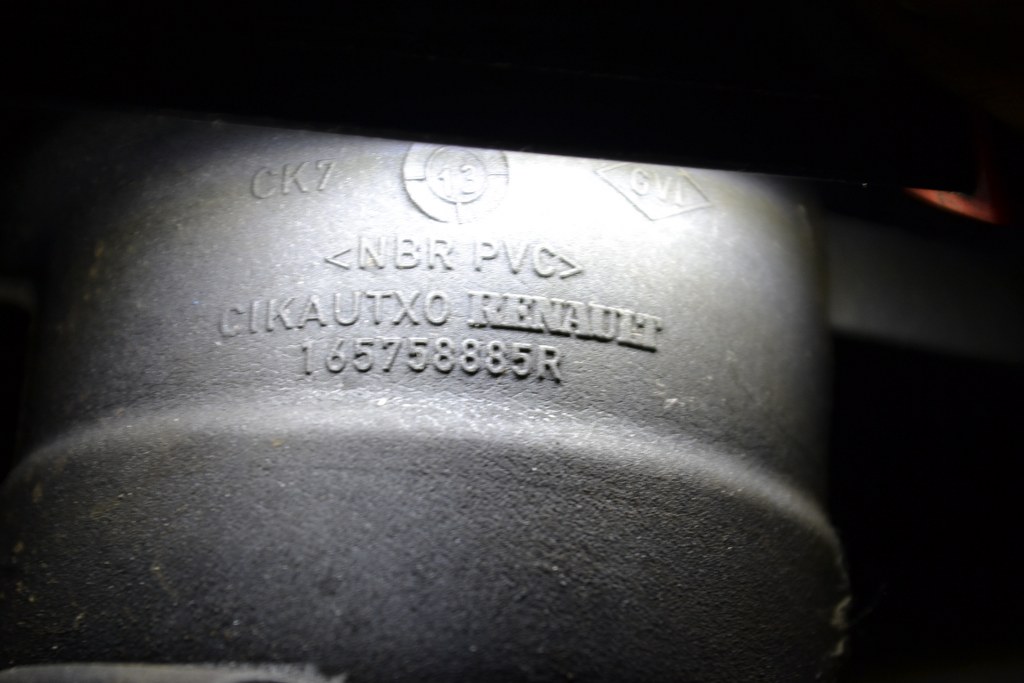 CK7 13 GVI
<NBR PVC>
CIKAUTXO RENAULT
165758885R